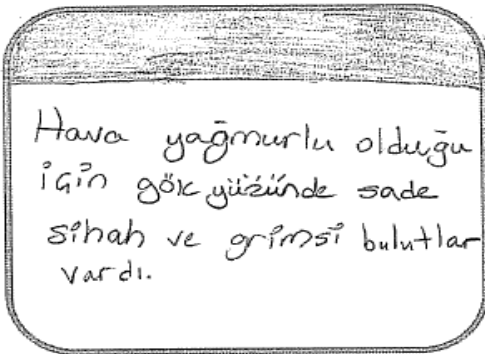 Hava yağmurlu olduğu
için gök yüzünde sade
sihah ve grimsi bulutlar
vardı.